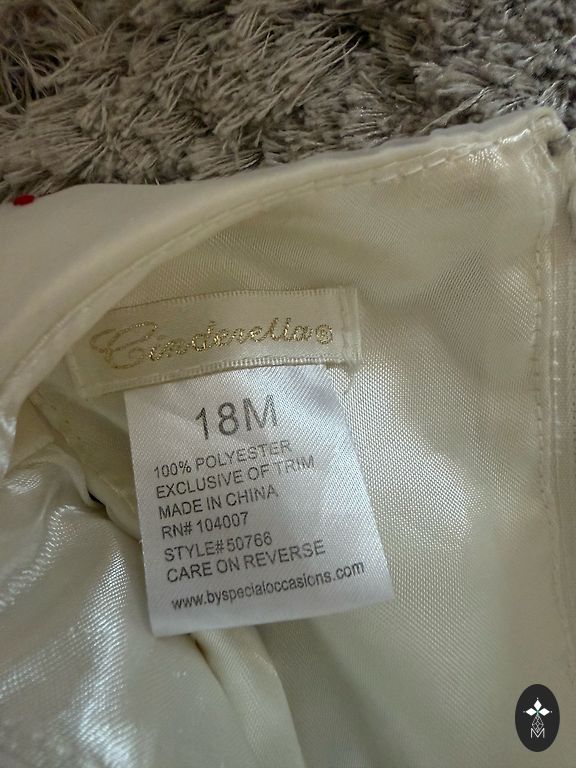 Cinderella®
18M
100% POLYESTER
EXCLUSIVE OF TRIM
MADE IN CHINA
RN# 104007
STYLE#50766
CARE ON REVERSE
www.byspecialoccasions.com
M